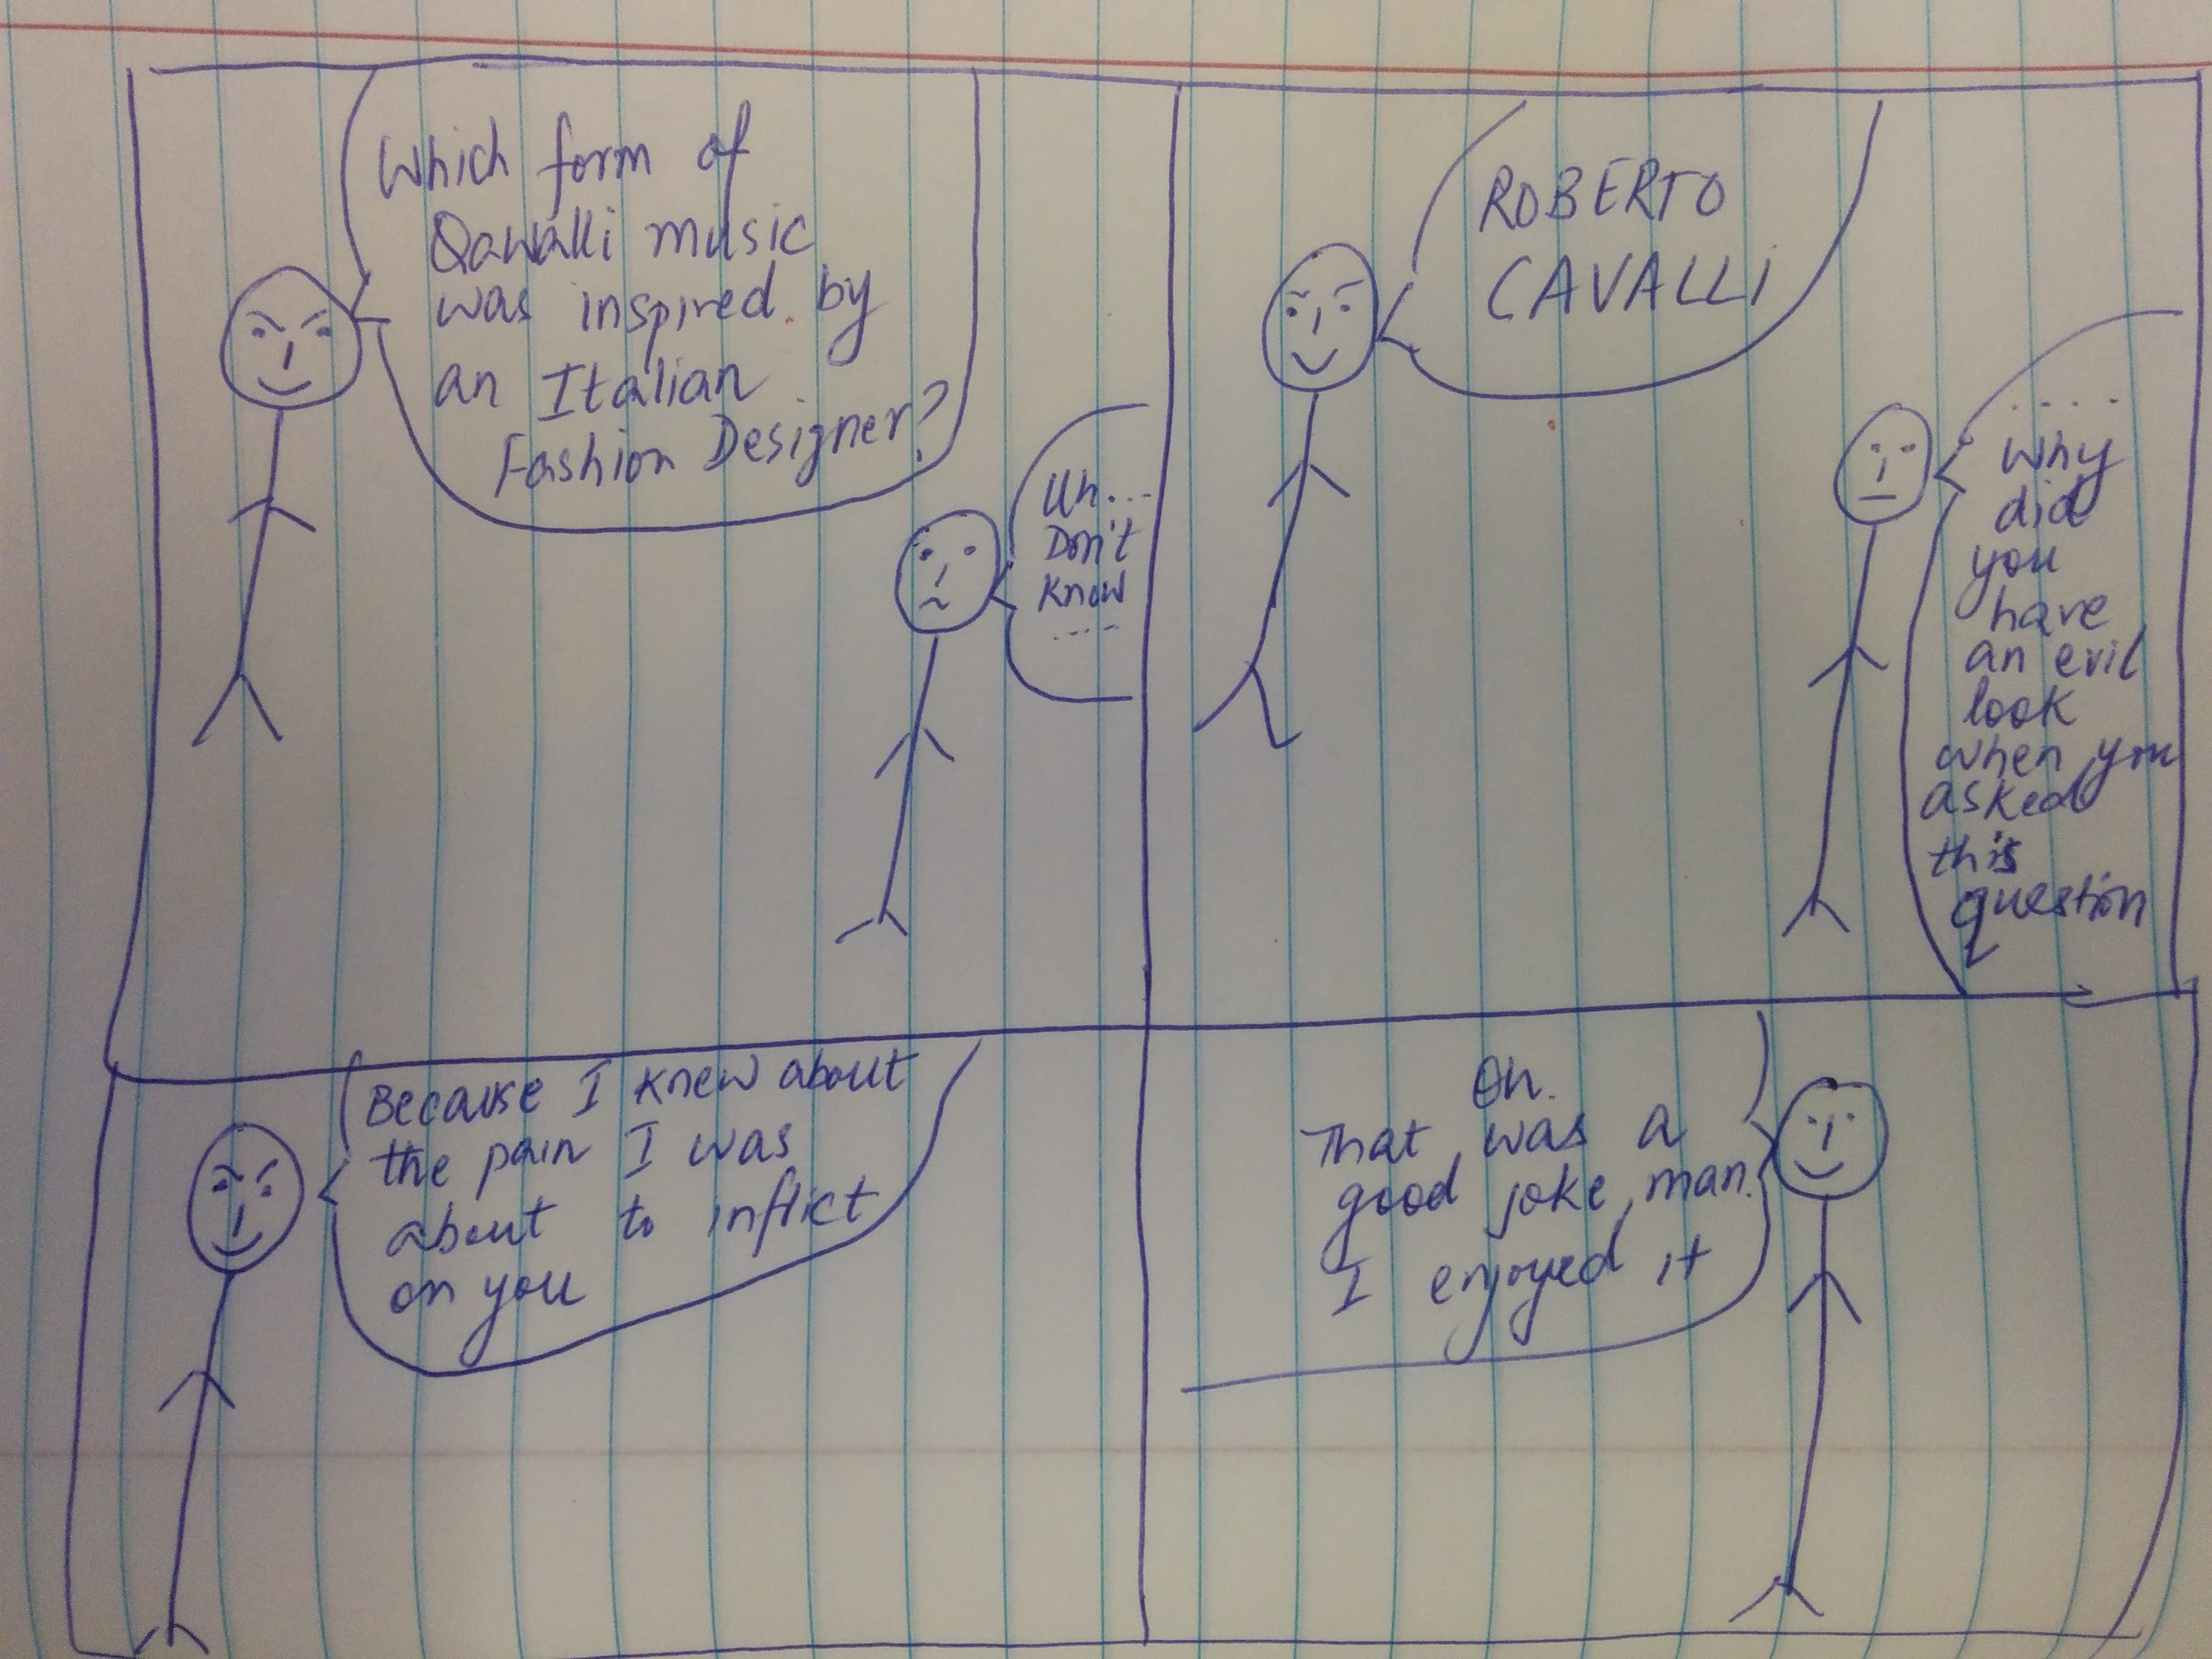 Which form of
Qawalli music
was inspired by
an Italian
Fashion Designer?
Uh...
Don't
know
....
ROBERTO
CAVALLI
....
why
did
you
have
an evil
look
when you
asked
this
question
Because I knew about
the pain I was
about to inflict
on you
Oh.
That was a
good joke man.
I enjoyed it